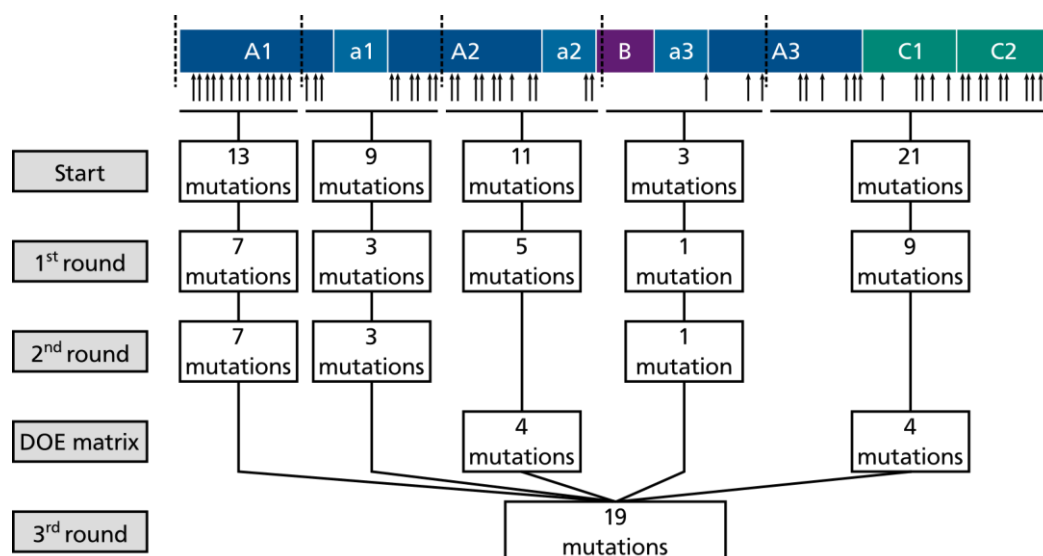 A1 a1 A2 a2 B a3 A3 C1 C2
Start
13 mutations
9 mutations
11 mutations
3 mutations
21 mutations
1st round
7 mutations
3 mutations
5 mutations
1 mutation
9 mutations
2nd round
7 mutations
3 mutations
1 mutation
DOE matrix
4 mutations
4 mutations
3rd round
19 mutations